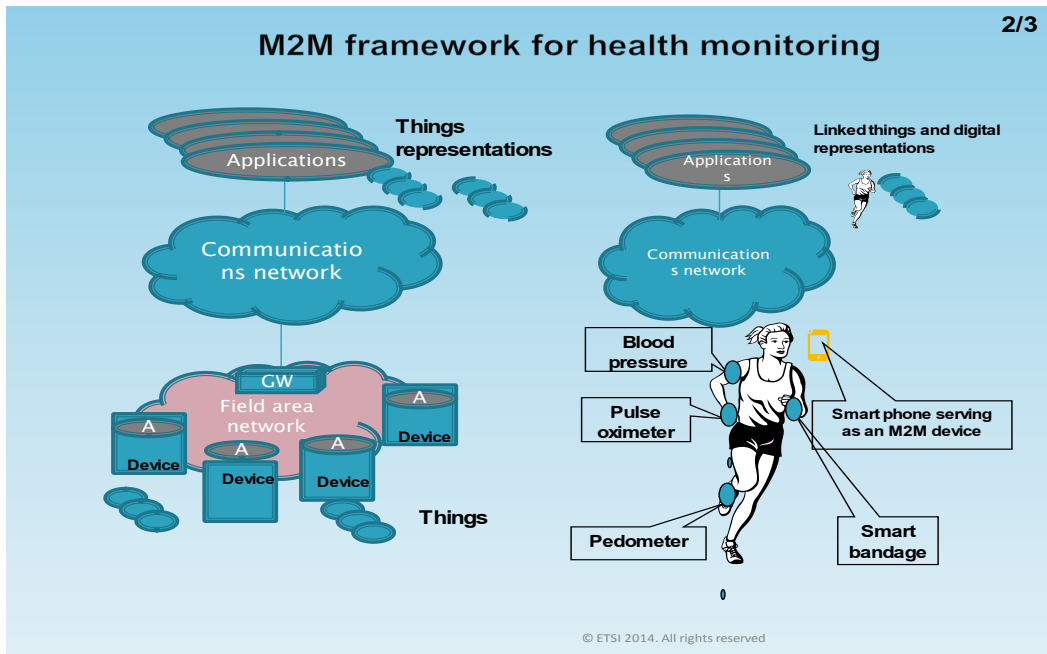 2/3
M2M framework for health monitoring
Applications
Things
representations
Communicatio
ns network
GW
Field area
network
A
Device
A
Device
A
Device
A
Device
Things
Application
s
Linked things and digital
representations
Communication
s network
Blood
pressure
Pulse
oximeter
Smart phone serving
as an M2M device
Pedometer
Smart
bandage
© ETSI 2014. All rights reserved